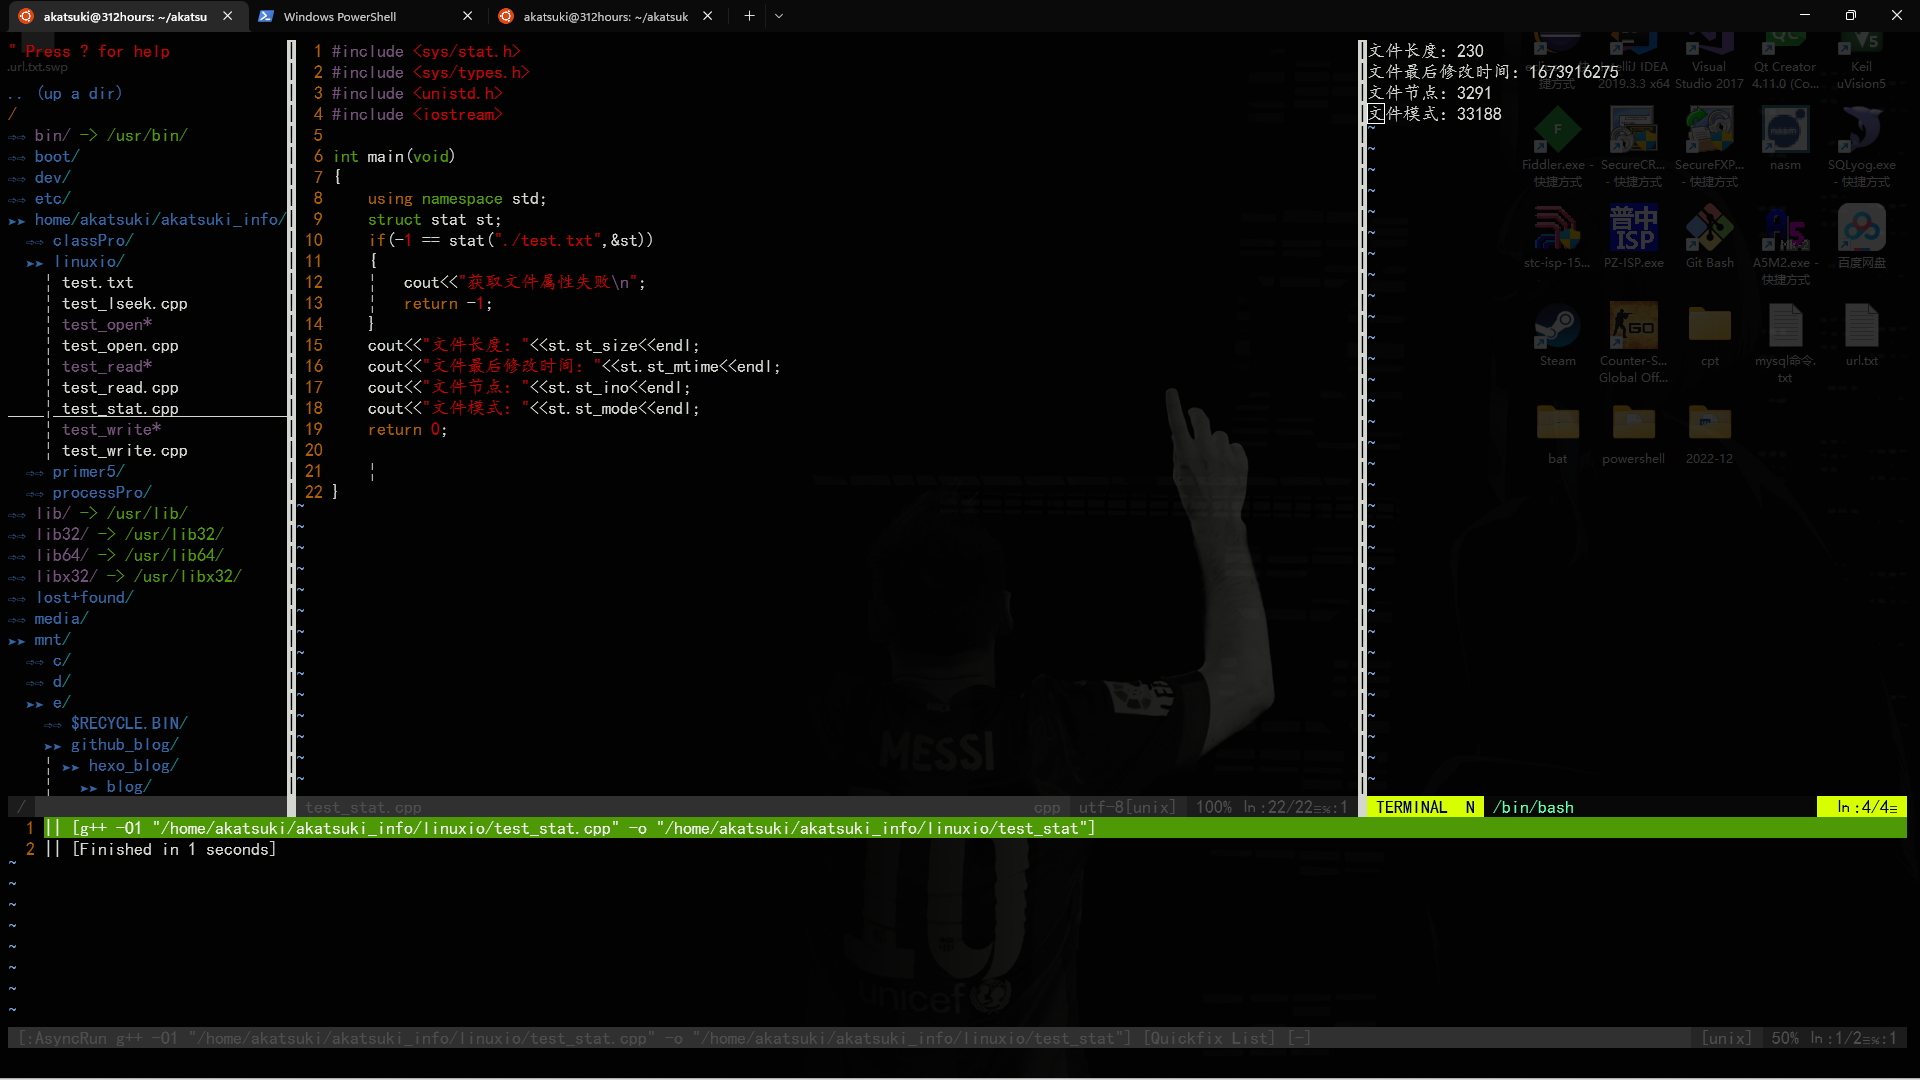 akatsuki@312hours: ~/akatsu
Windows PowerShell
akatsuki@312hours: ~/akatsuk
" Press ? for help
.url.txt.swp
.. (up a dir)
/
bin/ -> /usr/bin/
boot/
dev/
etc/
home/akatsuki/akatsuki_info/
classPro/
linuxio/
test.txt
test_lseek.cpp
test_open*
test_open.cpp
test_read*
test_read.cpp
test_stat.cpp
test_write*
test_write.cpp
primer5/
processPro/
lib/ -> /usr/lib/
lib32/ -> /usr/lib32/
lib64/ -> /usr/lib64/
libx32/ -> /usr/libx32/
lost+found/
media/
mnt/
c/
d/
e/
$RECYCLE.BIN/
github_blog/
hexo_blog/
blog/
/
1 #include <sys/stat.h>
2 #include <sys/types.h>
3 #include <unistd.h>
4 #include <iostream>
5
6 int main(void)
7 {
8 using namespace std;
9 struct stat st;
10 if(-1 == stat("./test.txt",&st))
11 {
12 cout<<"获取文件属性失败\n";
13 return -1;
14 }
15 cout<<"文件长度: "<<st.st_size<<endl;
16 cout<<"文件最后修改时间: "<<st.st_mtime<<endl;
17 cout<<"文件节点: "<<st.st_ino<<endl;
18 cout<<"文件模式: "<<st.st_mode<<endl;
19 return 0;
20
21
22 }
MESSI
10
unicef
test_stat.cpp cpp utf-8[unix] 100% ln:22/22≡℅:1
文件长度: 230
文件最后修改时间: 1673916275
文件节点: 3291
文件模式: 33188
IntelliJ IDEA 2019.3.3 x64
Visual Studio 2017
Qt Creator 4.11.0 (Co...
Keil uVision5
Fiddler.exe - 快捷方式
SecureCR... - 快捷方式
SecureFXP... - 快捷方式
nasm
SQLyog.exe - 快捷方式
stc-isp-15...
普中 ISP
PZ-ISP.exe
Git Bash
A5M2.exe - 快捷方式
百度网盘
Steam
Counter-S... Global Off...
cpt
mysql命令.txt
url.txt
bat
powershell
2022-12
TERMINAL N /bin/bash ln:4/4≡
1 || [g++ -O1 "/home/akatsuki/akatsuki_info/linuxio/test_stat.cpp" -o "/home/akatsuki/akatsuki_info/linuxio/test_stat"]
2 || [Finished in 1 seconds]
[:AsyncRun g++ -O1 "/home/akatsuki/akatsuki_info/linuxio/test_stat.cpp" -o "/home/akatsuki/akatsuki_info/linuxio/test_stat"] [Quickfix List] [-] [unix] 50% ln:1/2≡℅:1